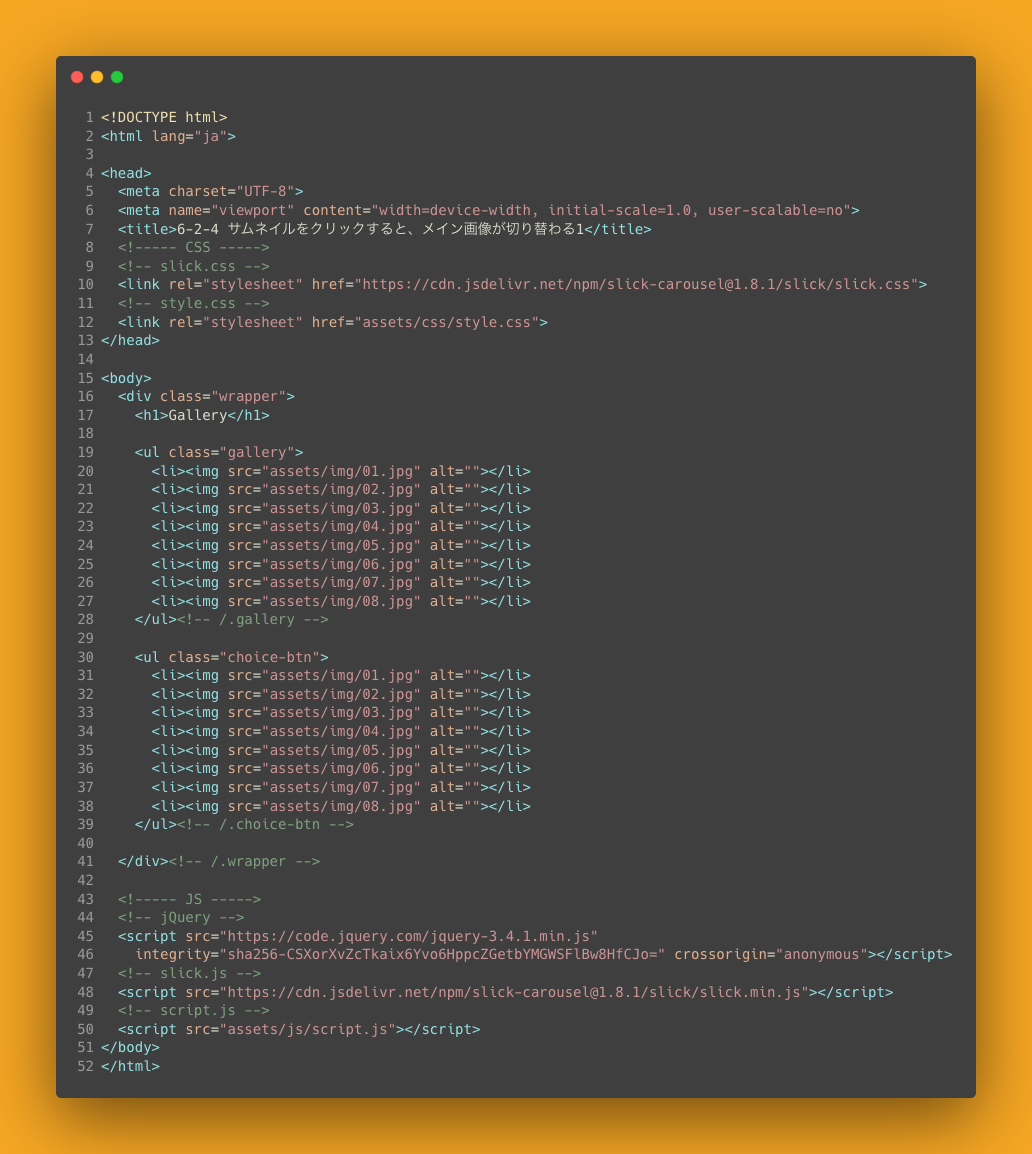 1 <!DOCTYPE html>
2 <html lang="ja">
3
4 <head>
5   <meta charset="UTF-8">
6   <meta name="viewport" content="width=device-width, initial-scale=1.0, user-scalable=no">
7   <title>6-2-4 サムネイルをクリックすると、メイン画像が切り替わる1</title>
8   <!----- CSS ----->
9   <!-- slick.css -->
10   <link rel="stylesheet" href="https://cdn.jsdelivr.net/npm/slick-carousel@1.8.1/slick/slick.css">
11   <!-- style.css -->
12   <link rel="stylesheet" href="assets/css/style.css">
13 </head>
14
15 <body>
16   <div class="wrapper">
17     <h1>Gallery</h1>
18
19     <ul class="gallery">
20       <li><img src="assets/img/01.jpg" alt=""></li>
21       <li><img src="assets/img/02.jpg" alt=""></li>
22       <li><img src="assets/img/03.jpg" alt=""></li>
23       <li><img src="assets/img/04.jpg" alt=""></li>
24       <li><img src="assets/img/05.jpg" alt=""></li>
25       <li><img src="assets/img/06.jpg" alt=""></li>
26       <li><img src="assets/img/07.jpg" alt=""></li>
27       <li><img src="assets/img/08.jpg" alt=""></li>
28     </ul><!-- /.gallery -->
29
30     <ul class="choice-btn">
31       <li><img src="assets/img/01.jpg" alt=""></li>
32       <li><img src="assets/img/02.jpg" alt=""></li>
33       <li><img src="assets/img/03.jpg" alt=""></li>
34       <li><img src="assets/img/04.jpg" alt=""></li>
35       <li><img src="assets/img/05.jpg" alt=""></li>
36       <li><img src="assets/img/06.jpg" alt=""></li>
37       <li><img src="assets/img/07.jpg" alt=""></li>
38       <li><img src="assets/img/08.jpg" alt=""></li>
39     </ul><!-- /.choice-btn -->
40
41   </div><!-- /.wrapper -->
42
43   <!----- JS ----->
44   <!-- jQuery -->
45   <script src="https://code.jquery.com/jquery-3.4.1.min.js"
46     integrity="sha256-CSXorXvZcTkaix6Yvo6HppcZGetbYMGWSFlBw8HfCJo=" crossorigin="anonymous"></script>
47   <!-- slick.js -->
48   <script src="https://cdn.jsdelivr.net/npm/slick-carousel@1.8.1/slick/slick.min.js"></script>
49   <!-- script.js -->
50   <script src="assets/js/script.js"></script>
51 </body>
52 </html>